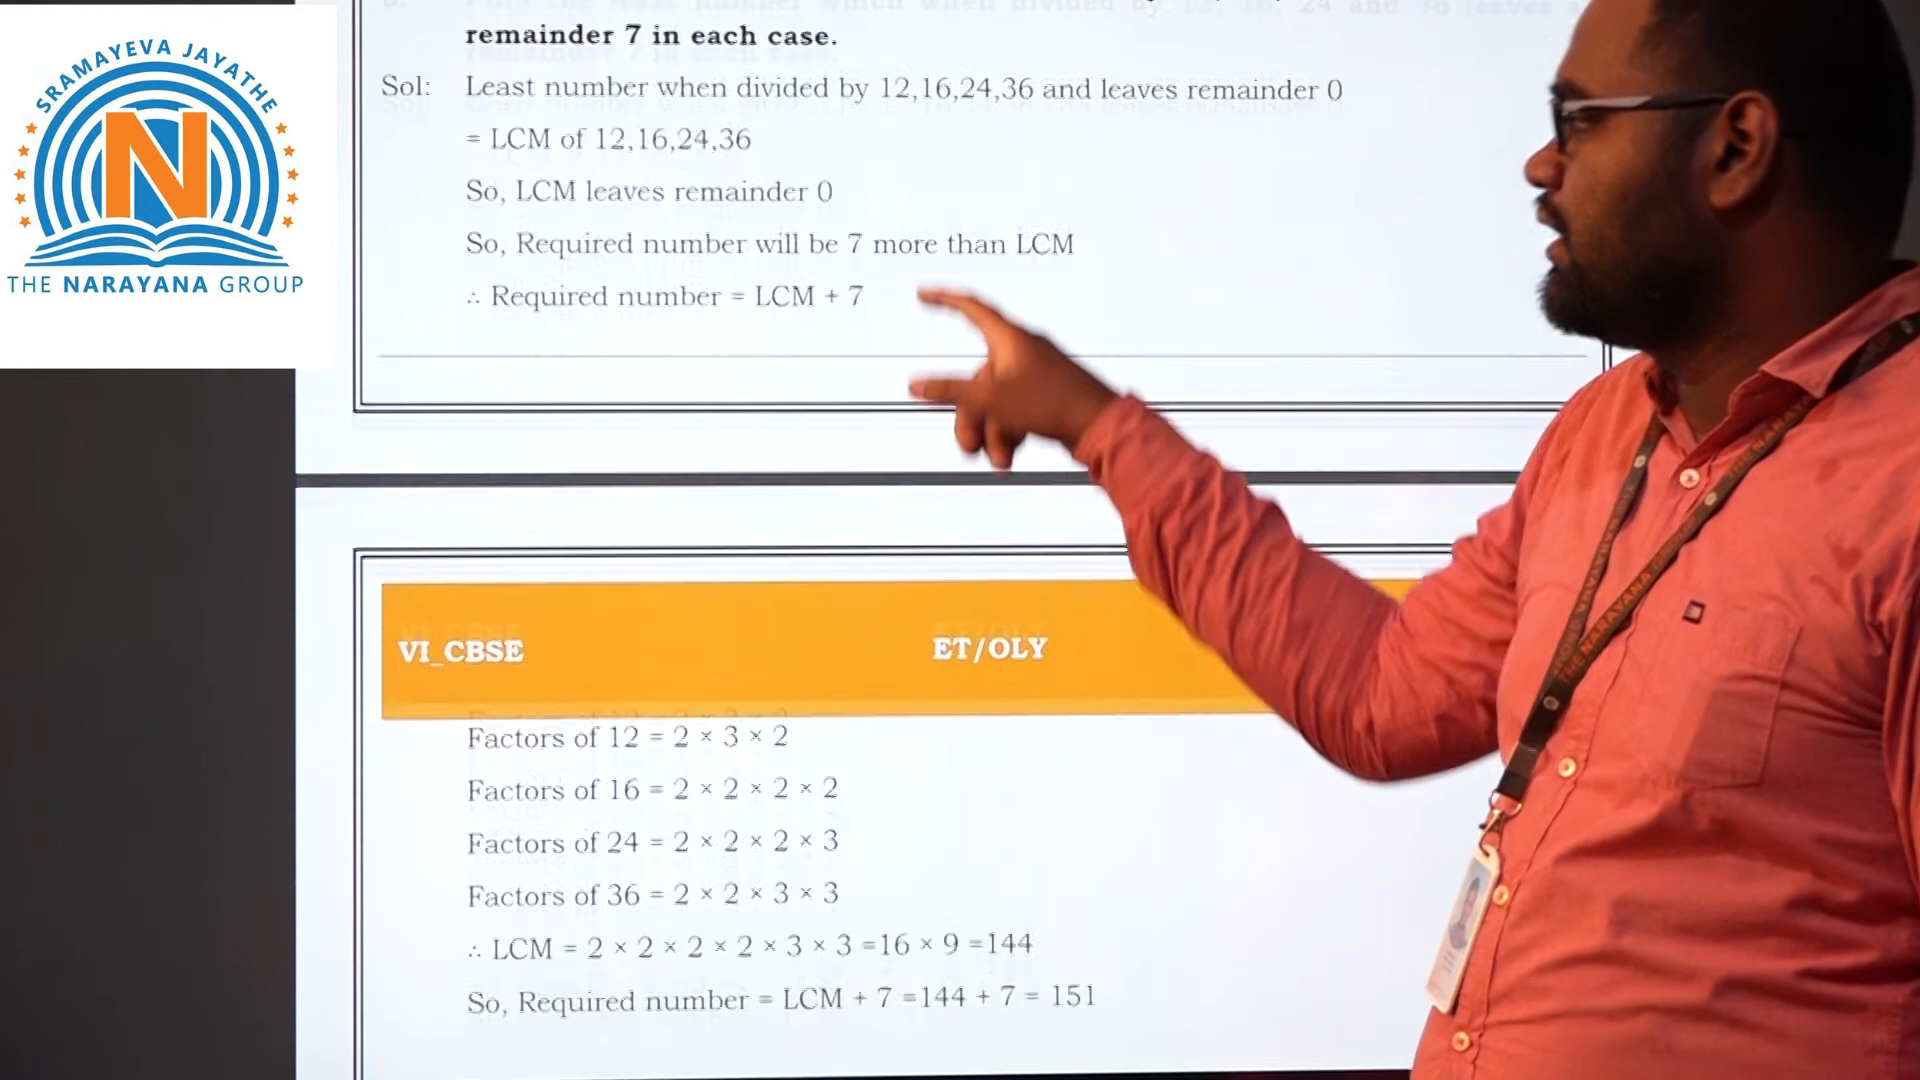 SRAMAYEVA JAYATHE
N
THE NARAYANA GROUP
remainder 7 in each case.
Sol: Least number when divided by 12,16,24,36 and leaves remainder 0
= LCM of 12,16,24,36
So, LCM leaves remainder 0
So, Required number will be 7 more than LCM
∴ Required number = LCM + 7
VI_CBSE ET/OLY
Factors of 12 = 2 × 3 × 2
Factors of 16 = 2 × 2 × 2 × 2
Factors of 24 = 2 × 2 × 2 × 3
Factors of 36 = 2 × 2 × 3 × 3
∴ LCM = 2 × 2 × 2 × 2 × 3 × 3 =16 × 9 =144
So, Required number = LCM + 7 =144 + 7 = 151